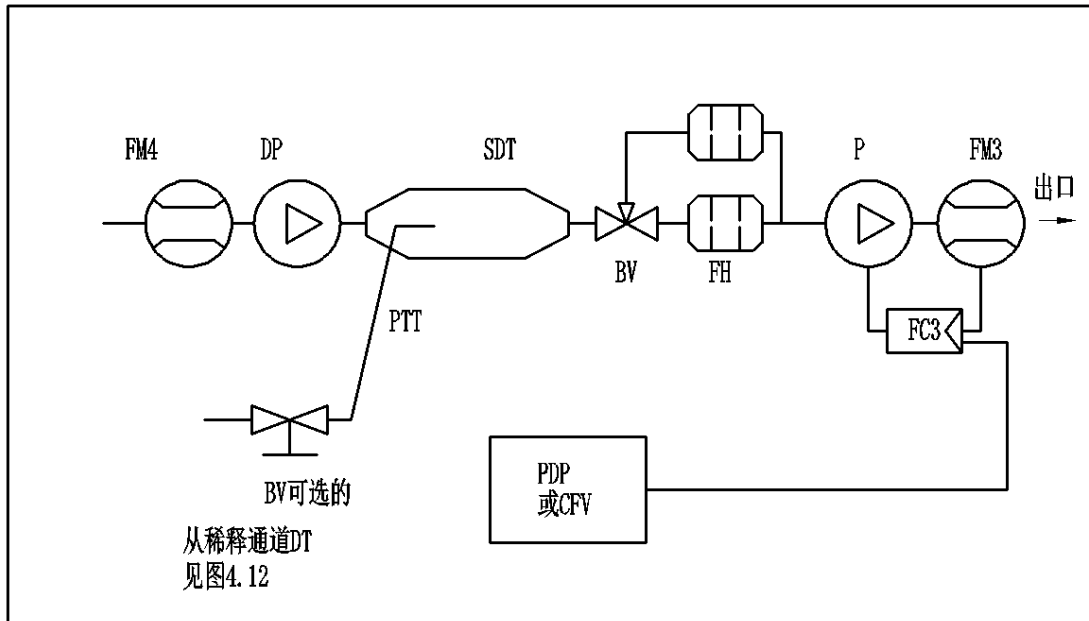 FM4
DP
SDT
P
FM3
出口
BV
FH
PTT
FC3
BV可选的
PDP
或CFV
从稀释通道DT
见图4.12